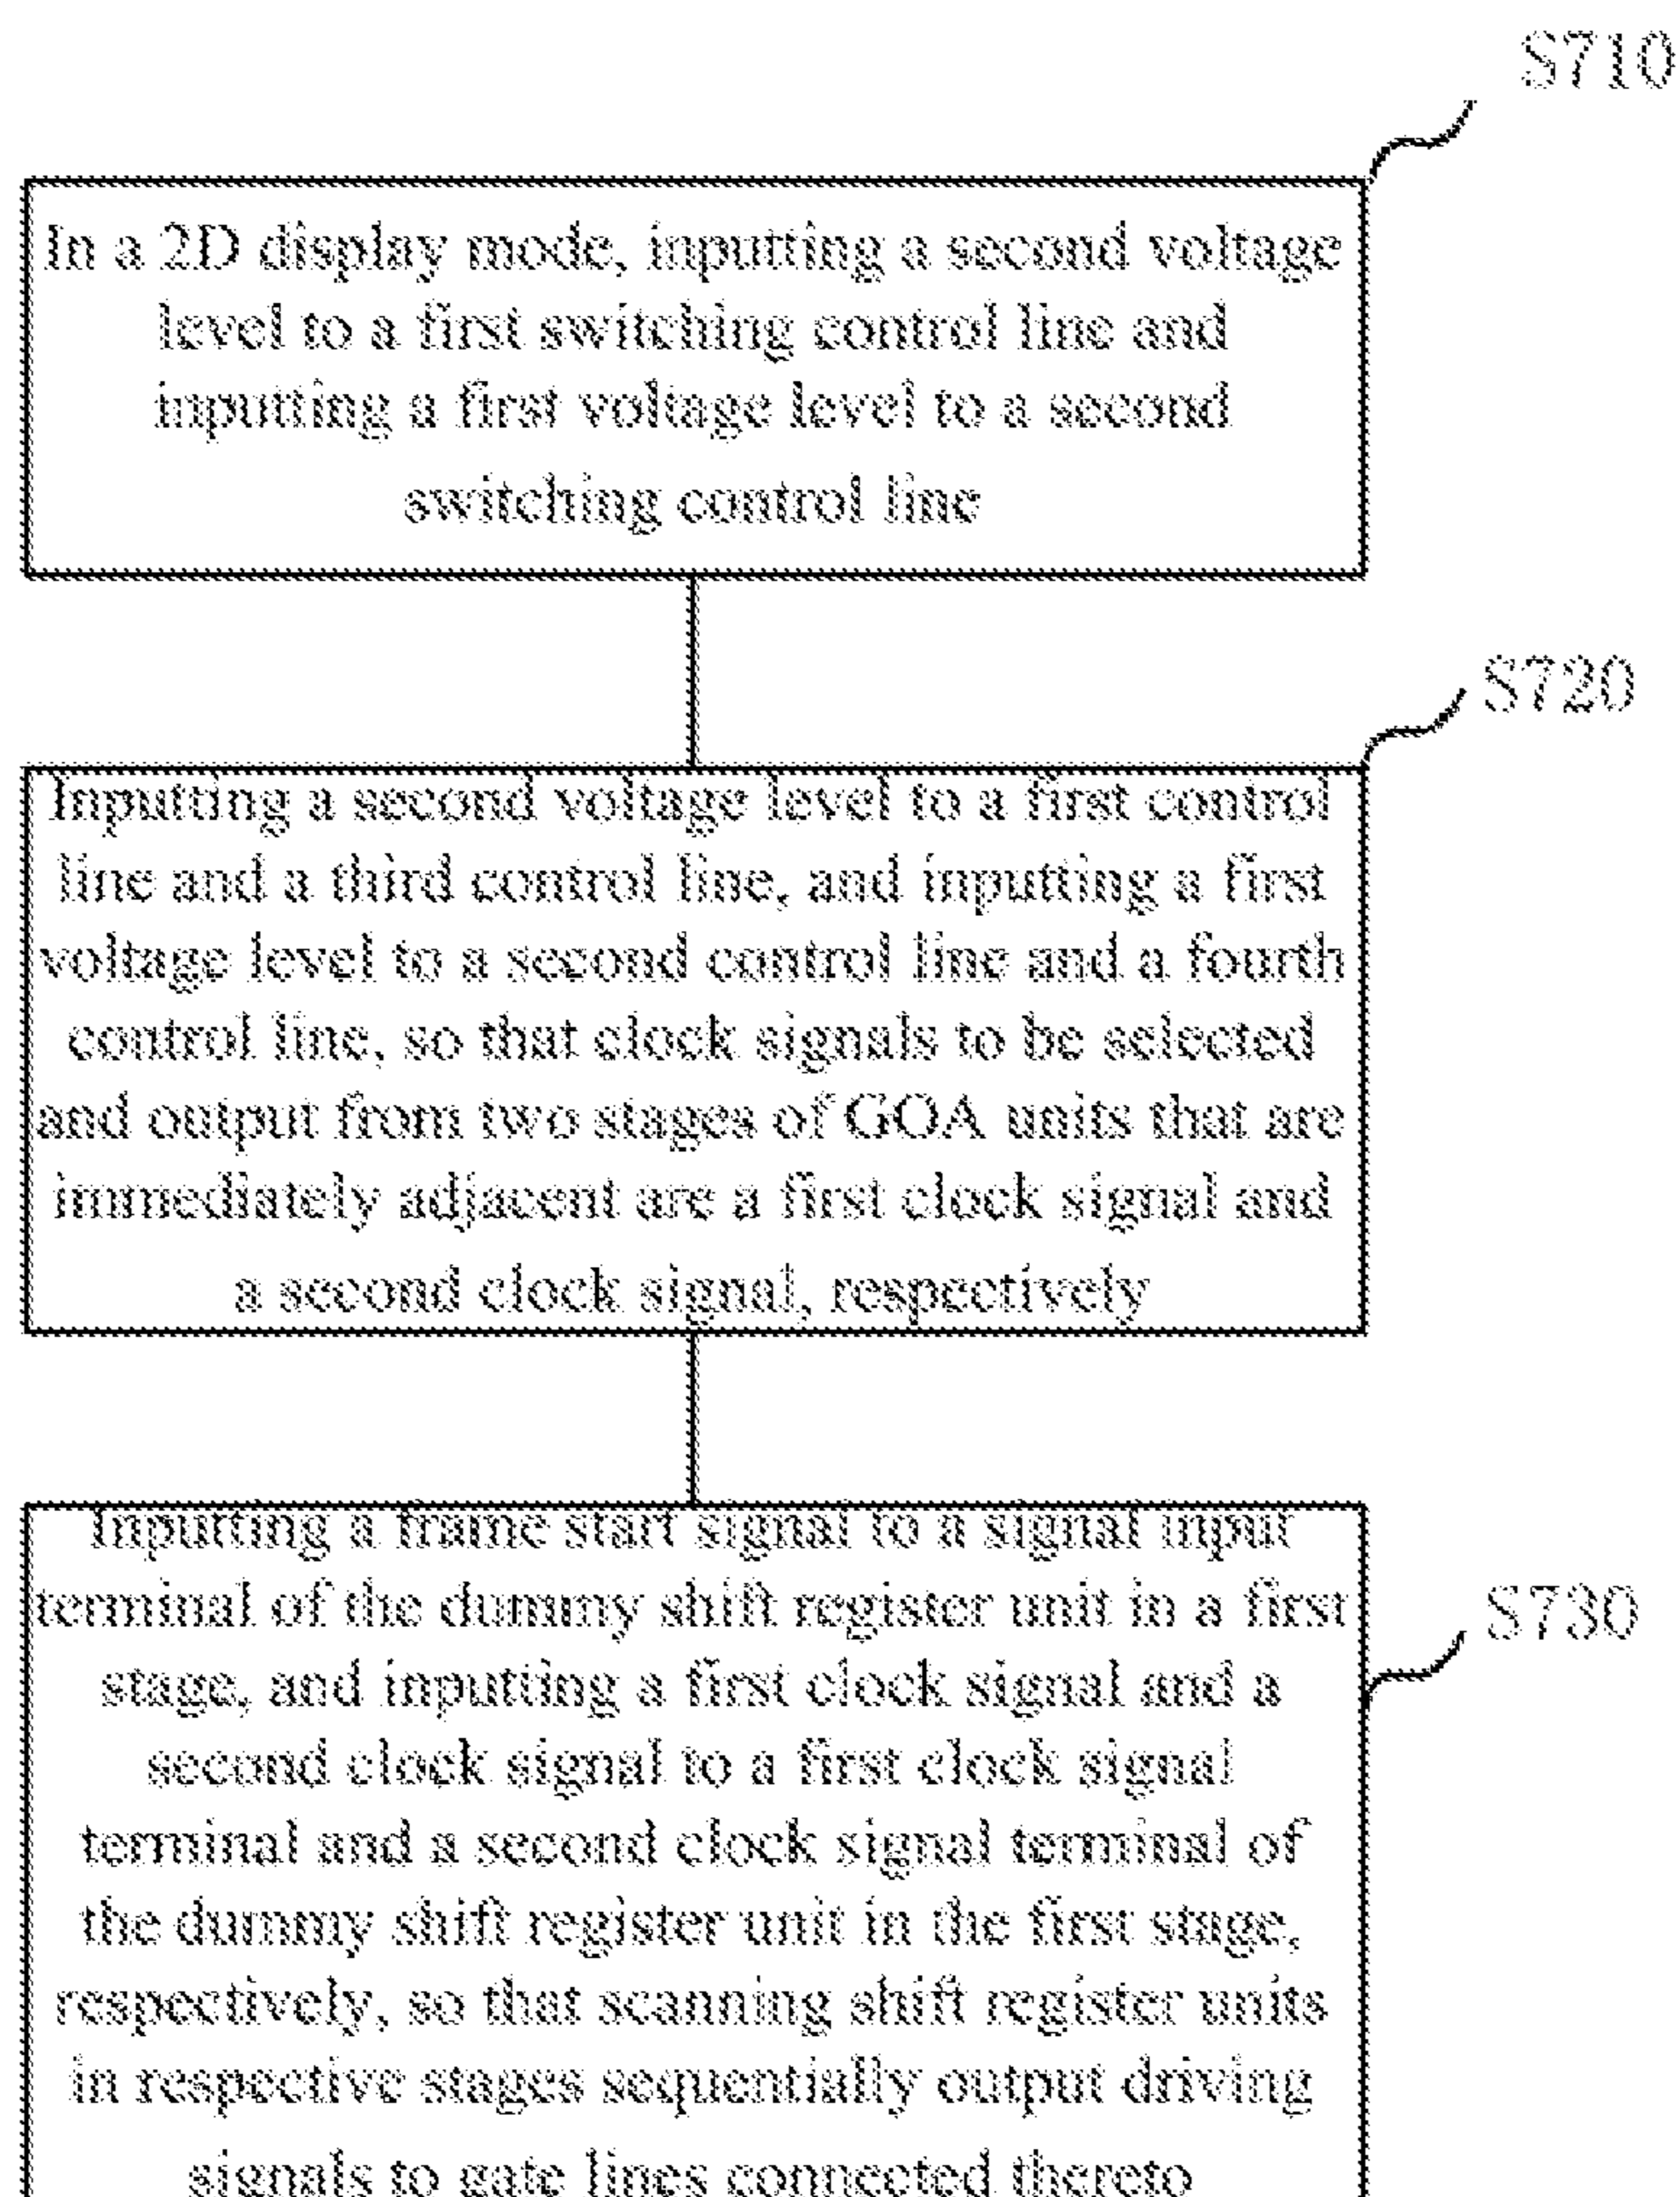 S710
In a 2D display mode, inputting a second voltage
level to a first switching control line and
inputting a first voltage level to a second
switching control line
S720
Inputting a second voltage level to a first control
line and a third control line, and inputting a first
voltage level to a second control line and a fourth
control line, so that clock signals to be selected
and output from two stages of GOA units that are
immediately adjacent are a first clock signal and
a second clock signal, respectively
Inputting a frame start signal to a signal input
terminal of the dummy shift register unit in a first
S730
stage, and inputting a first clock signal and a
second clock signal to a first clock signal
terminal and a second clock signal terminal of
the dummy shift register unit in the first stage,
respectively, so that scanning shift register units
in respective stages sequentially output driving
signals to gate lines connected thereto